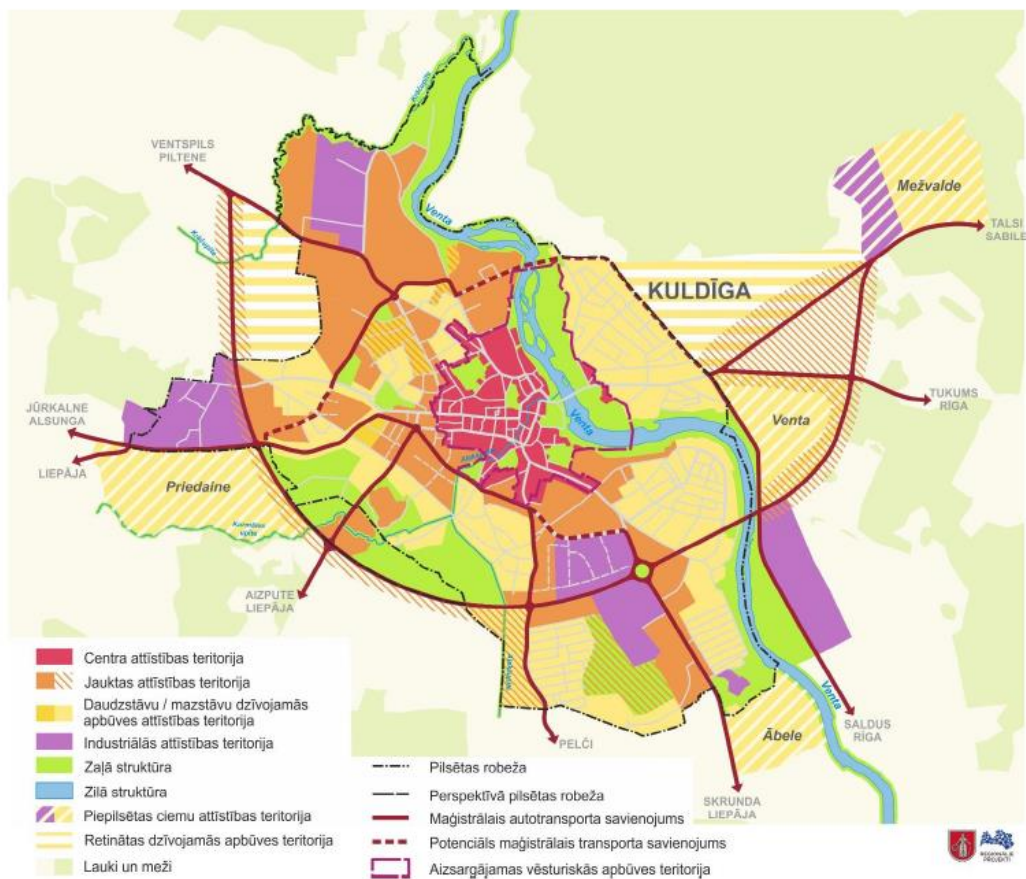 VENTSPILS
PILTENE
Ķikšupīte
Venta
Mežvalde
TALSI
SABILE
KULDĪGA
TUKUMS
RĪGA
Venta
Venta
JŪRKALNE
ALSUNGA
LIEPĀJA
Priedaine
AIZPUTE
LIEPĀJA
PELČI
SKRUNDA
LIEPĀJA
Ābele
Venta
SALDUS
RĪGA
Centra attīstības teritorija
Jauktas attīstības teritorija
Daudzstāvu / mazstāvu dzīvojamās
apbūves attīstības teritorija
Industriālās attīstības teritorija
Zaļā struktūra
Zilā struktūra
Piepilsētas ciemu attīstības teritorija
Retinātas dzīvojamās apbūves teritorija
Lauki un meži
Pilsētas robeža
Perspektīvā pilsētas robeža
Maģistrālais autotransporta savienojums
Potenciāls maģistrālais transporta savienojums
Aizsargājamas vēsturiskās apbūves teritorija
REĢIONĀLIE
PROJEKTI